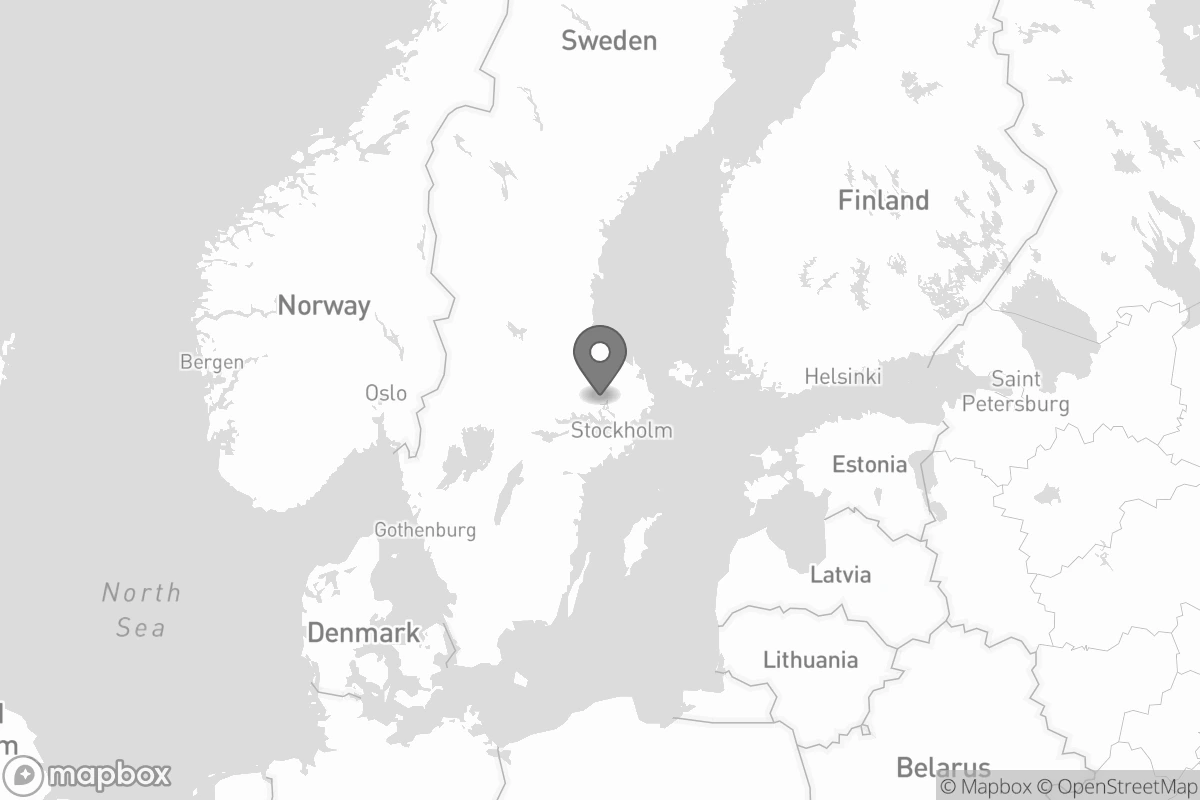 Sweden
Finland
Norway
Bergen
Oslo
Helsinki
Saint
Petersburg
Stockholm
Estonia
Gothenburg
Latvia
North
Sea
Denmark
Lithuania
Belarus
mapbox
© Mapbox © OpenStreetMap